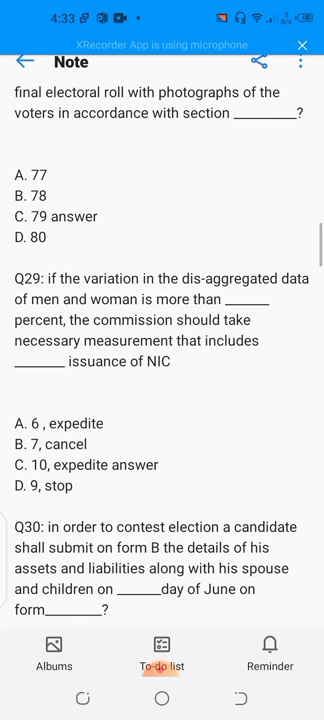 4:33
XRecorder App is using microphone
Note
final electoral roll with photographs of the
voters in accordance with section _________?
A. 77
B. 78
C. 79 answer
D. 80
Q29: if the variation in the dis-aggregated data
of men and woman is more than ______
percent, the commission should take
necessary measurement that includes
_______ issuance of NIC
A. 6 , expedite
B. 7, cancel
C. 10, expedite answer
D. 9, stop
Q30: in order to contest election a candidate
shall submit on form B the details of his
assets and liabilities along with his spouse
and children on ______day of June on
form________?
Albums To-do list Reminder